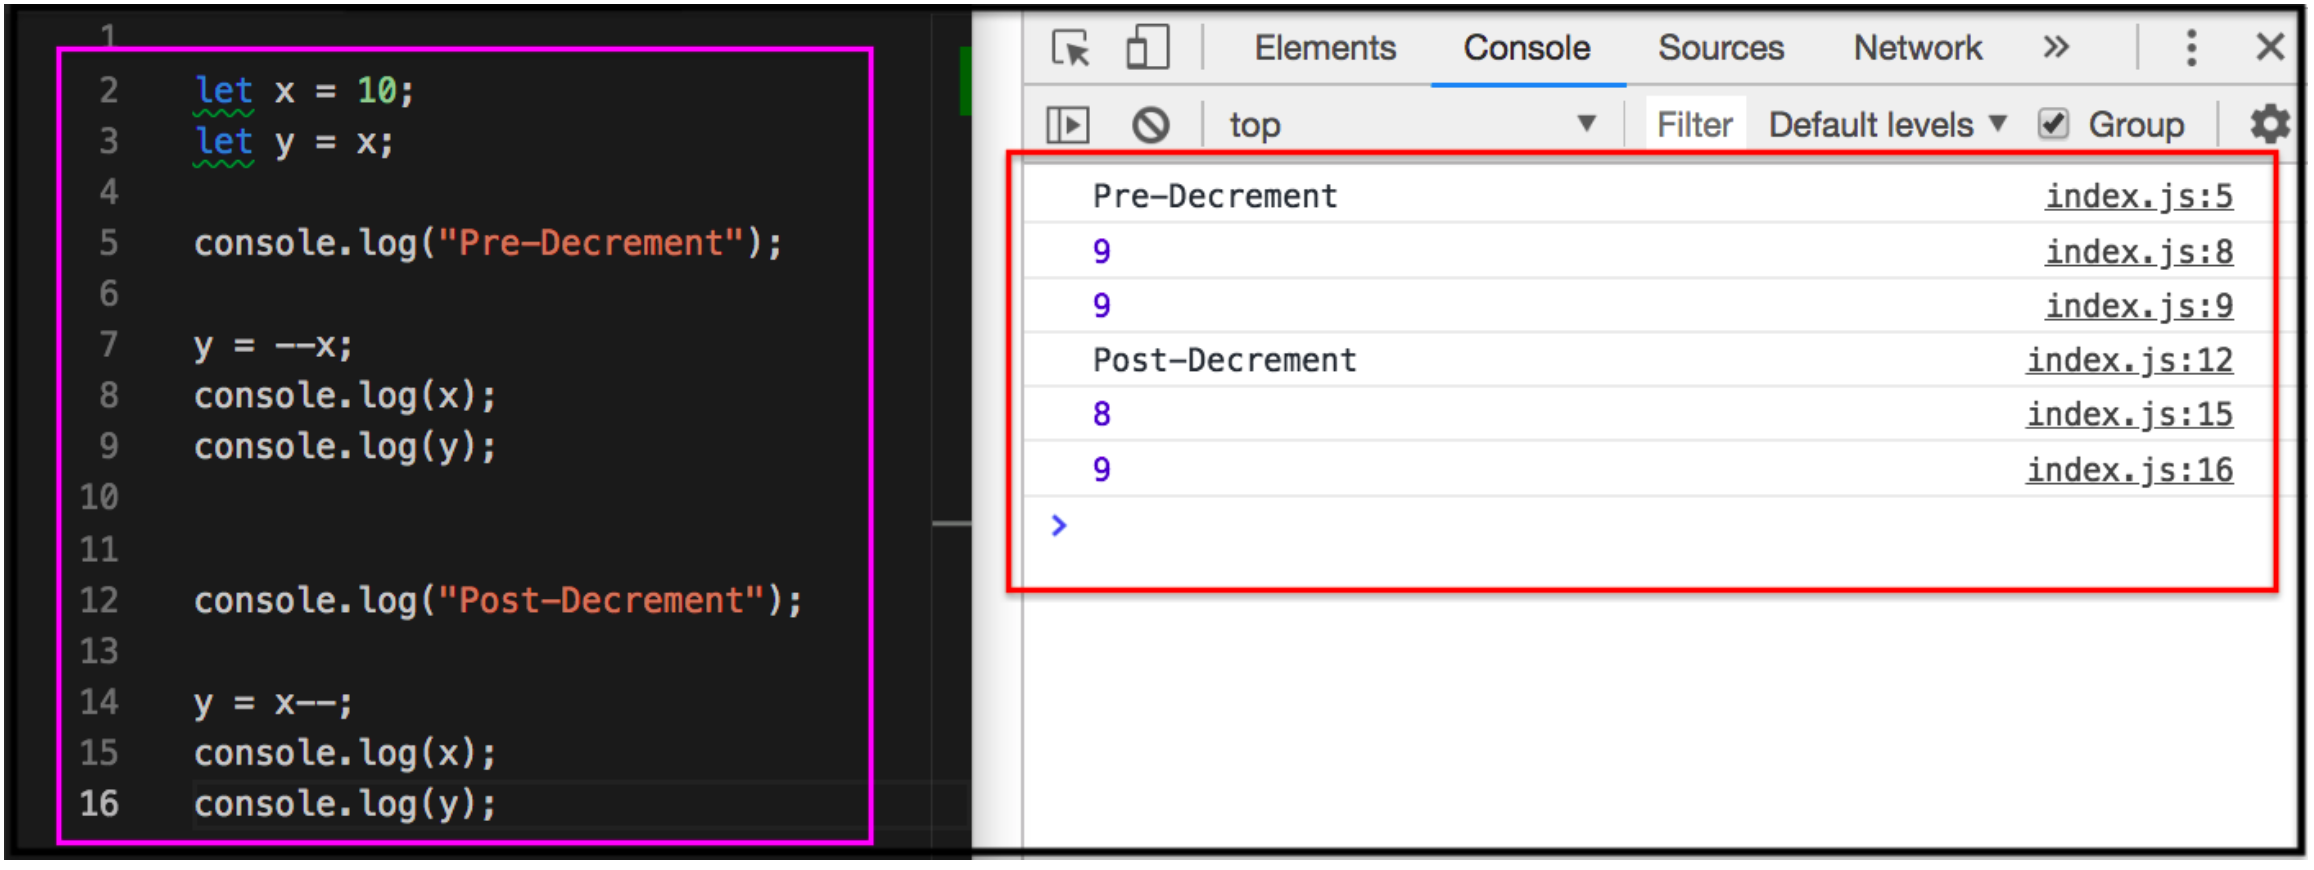 1
2 let x = 10;
3 let y = x;
4
5 console.log("Pre-Decrement");
6
7 y = --x;
8 console.log(x);
9 console.log(y);
10
11
12 console.log("Post-Decrement");
13
14 y = x--;
15 console.log(x);
16 console.log(y);
Elements Console Sources Network »
top ▼ Filter Default levels ▼ Group
Pre-Decrement index.js:5
9 index.js:8
9 index.js:9
Post-Decrement index.js:12
8 index.js:15
9 index.js:16
>